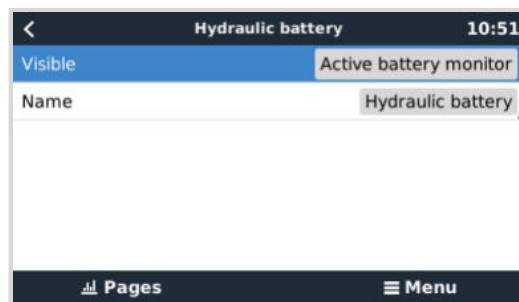 Hydraulic battery 10:51
Visible Active battery monitor
Name Hydraulic battery
Pages Menu